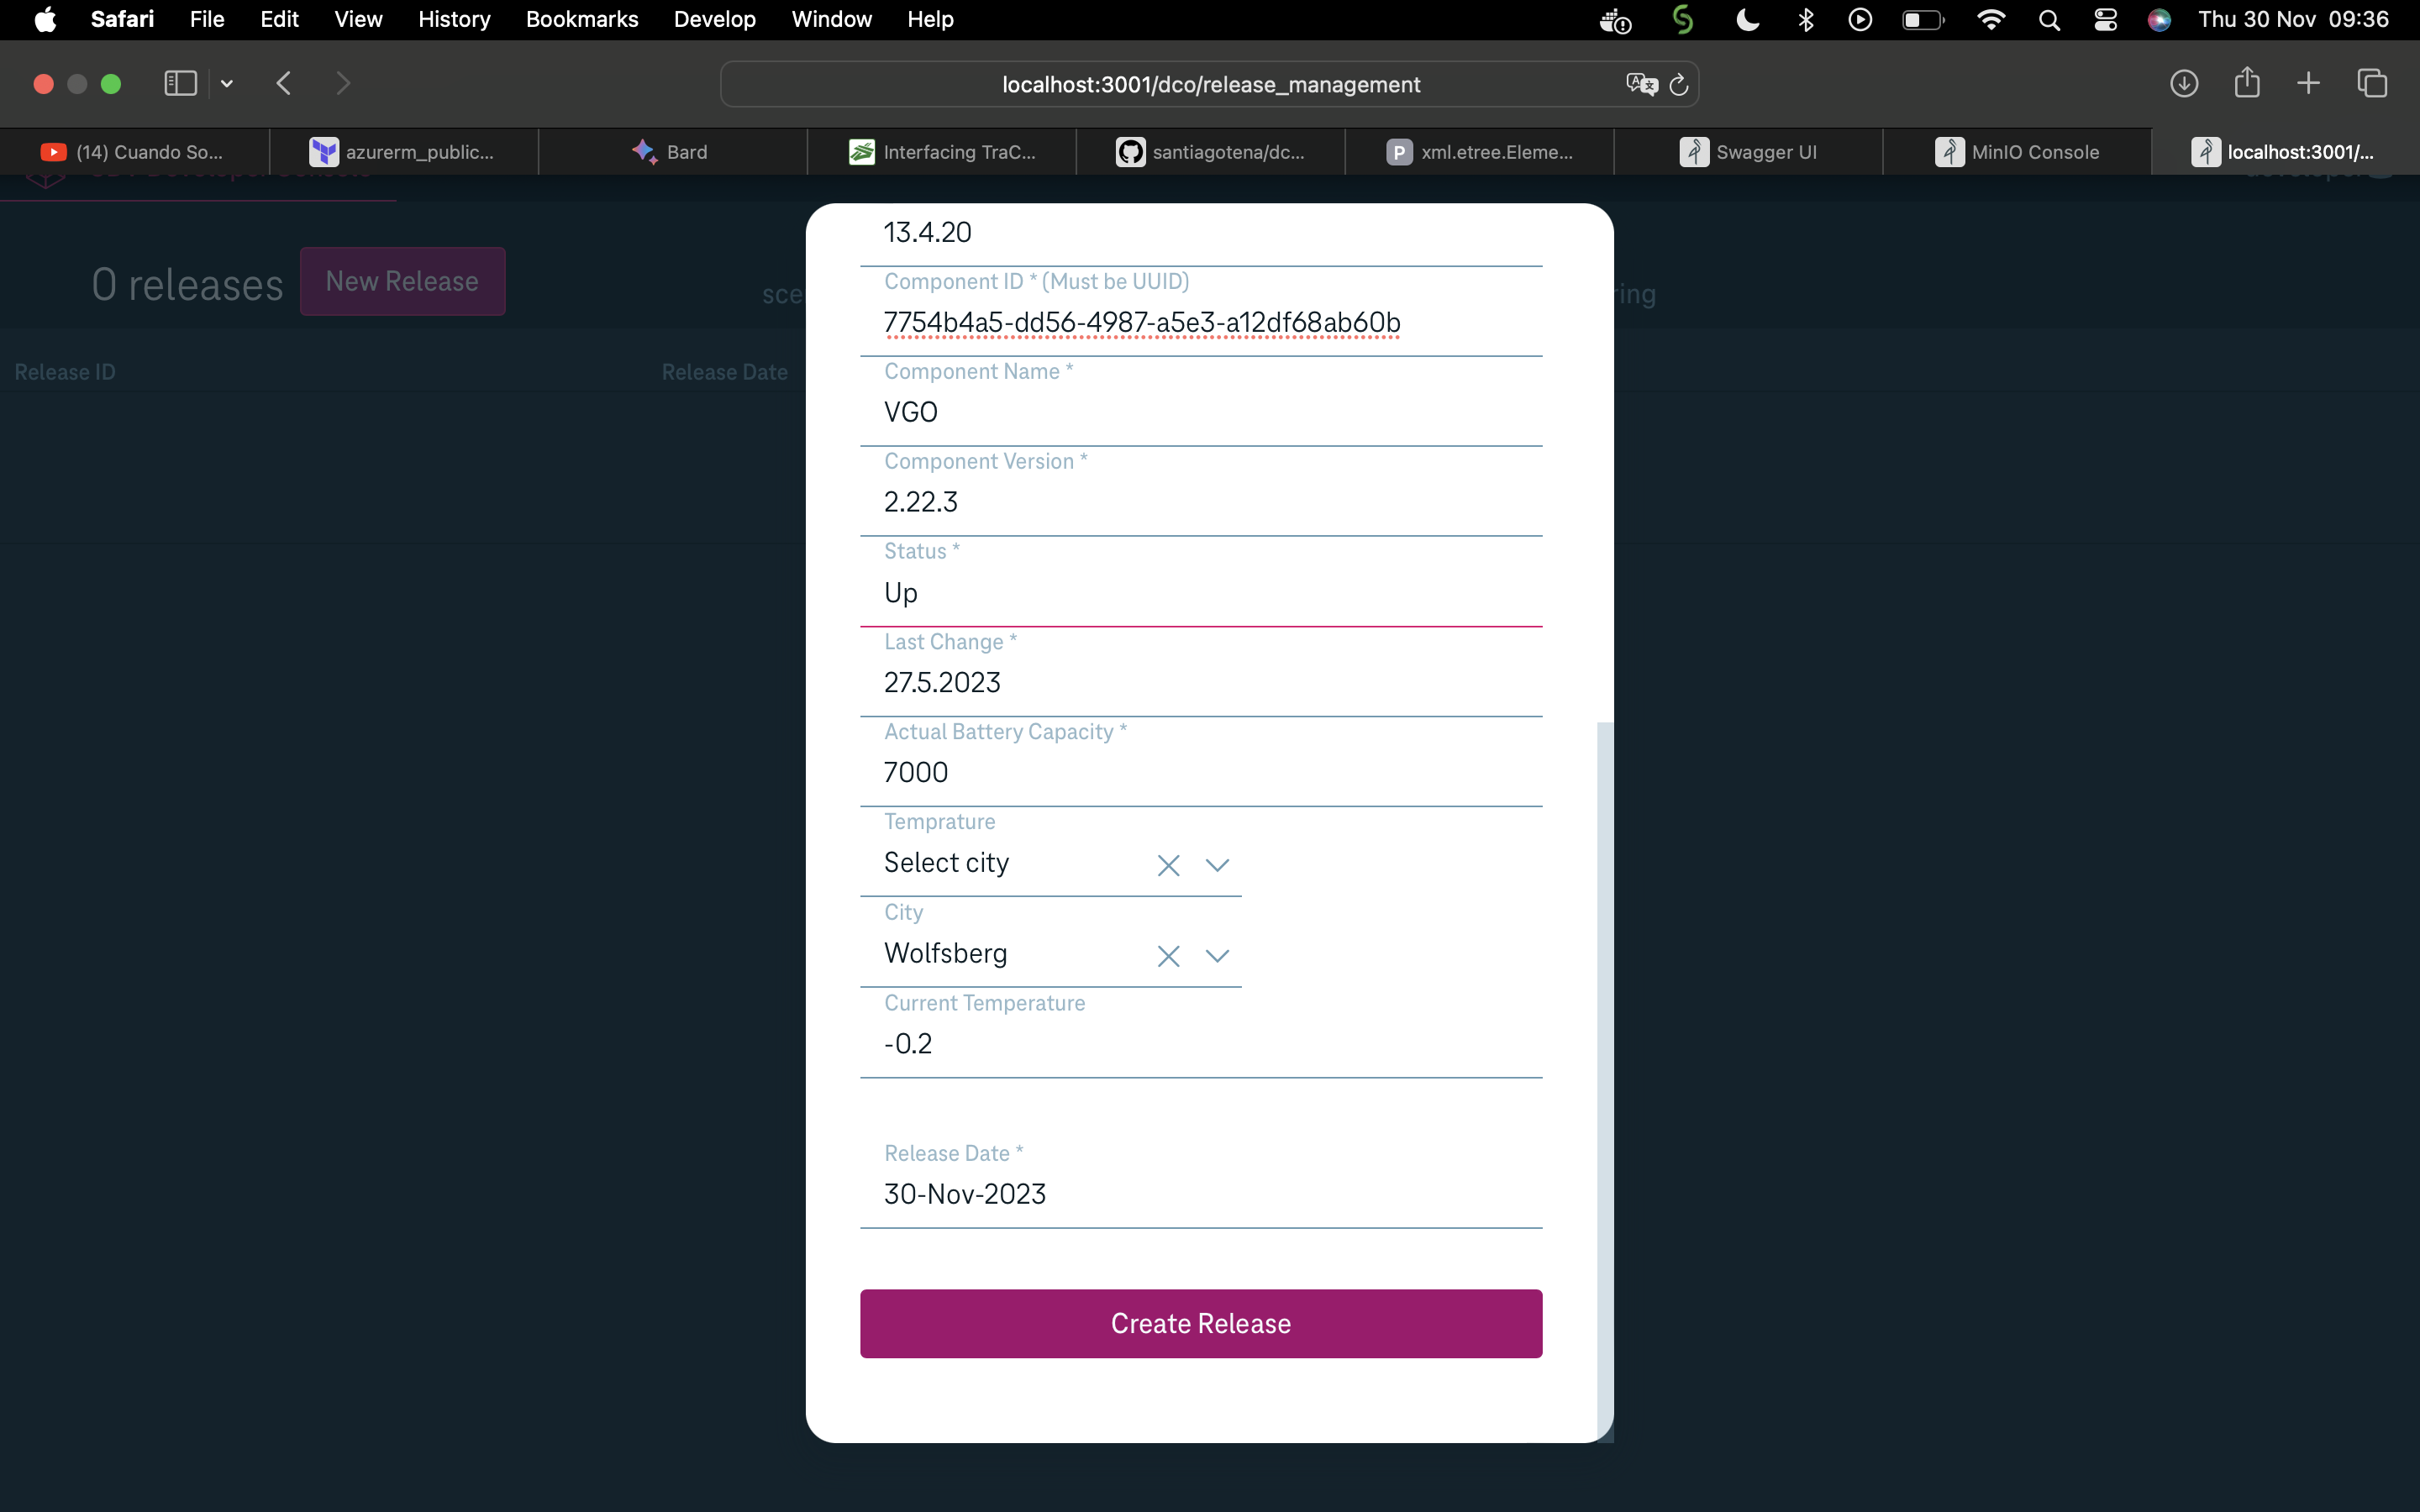 Safari File Edit View History Bookmarks Develop Window Help Thu 30 Nov 09:36
localhost:3001/dco/release_management
(14) Cuando So... azurerm_public... Bard Interfacing TraC... santiagotena/dc... P xml.etree.Eleme... Swagger UI MinIO Console localhost:3001/...
0 releases New Release
sce
ring
Release ID Release Date
13.4.20
Component ID * (Must be UUID)
7754b4a5-dd56-4987-a5e3-a12df68ab60b
Component Name *
VGO
Component Version *
2.22.3
Status *
Up
Last Change *
27.5.2023
Actual Battery Capacity *
7000
Temprature
Select city
City
Wolfsberg
Current Temperature
-0.2
Release Date *
30-Nov-2023
Create Release